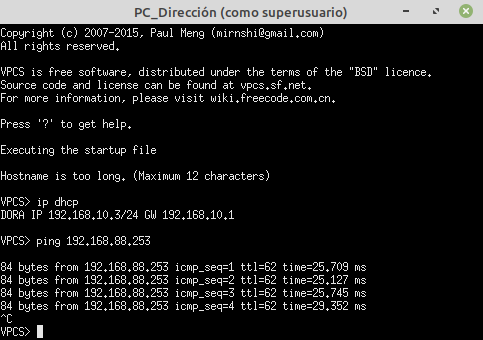 PC_Dirección (como superusuario)
Copyright (c) 2007-2015, Paul Meng (mirnshi@gmail.com)
All rights reserved.
VPCS is free software, distributed under the terms of the "BSD" licence.
Source code and license can be found at vpcs.sf.net.
For more information, please visit wiki.freecode.com.cn.
Press '?' to get help.
Executing the startup file
Hostname is too long. (Maximum 12 characters)
VPCS> ip dhcp
DORA IP 192.168.10.3/24 GW 192.168.10.1
VPCS> ping 192.168.88.253
84 bytes from 192.168.88.253 icmp_seq=1 ttl=62 time=25.709 ms
84 bytes from 192.168.88.253 icmp_seq=2 ttl=62 time=25.127 ms
84 bytes from 192.168.88.253 icmp_seq=3 ttl=62 time=25.745 ms
84 bytes from 192.168.88.253 icmp_seq=4 ttl=62 time=29.352 ms
^C
VPCS>